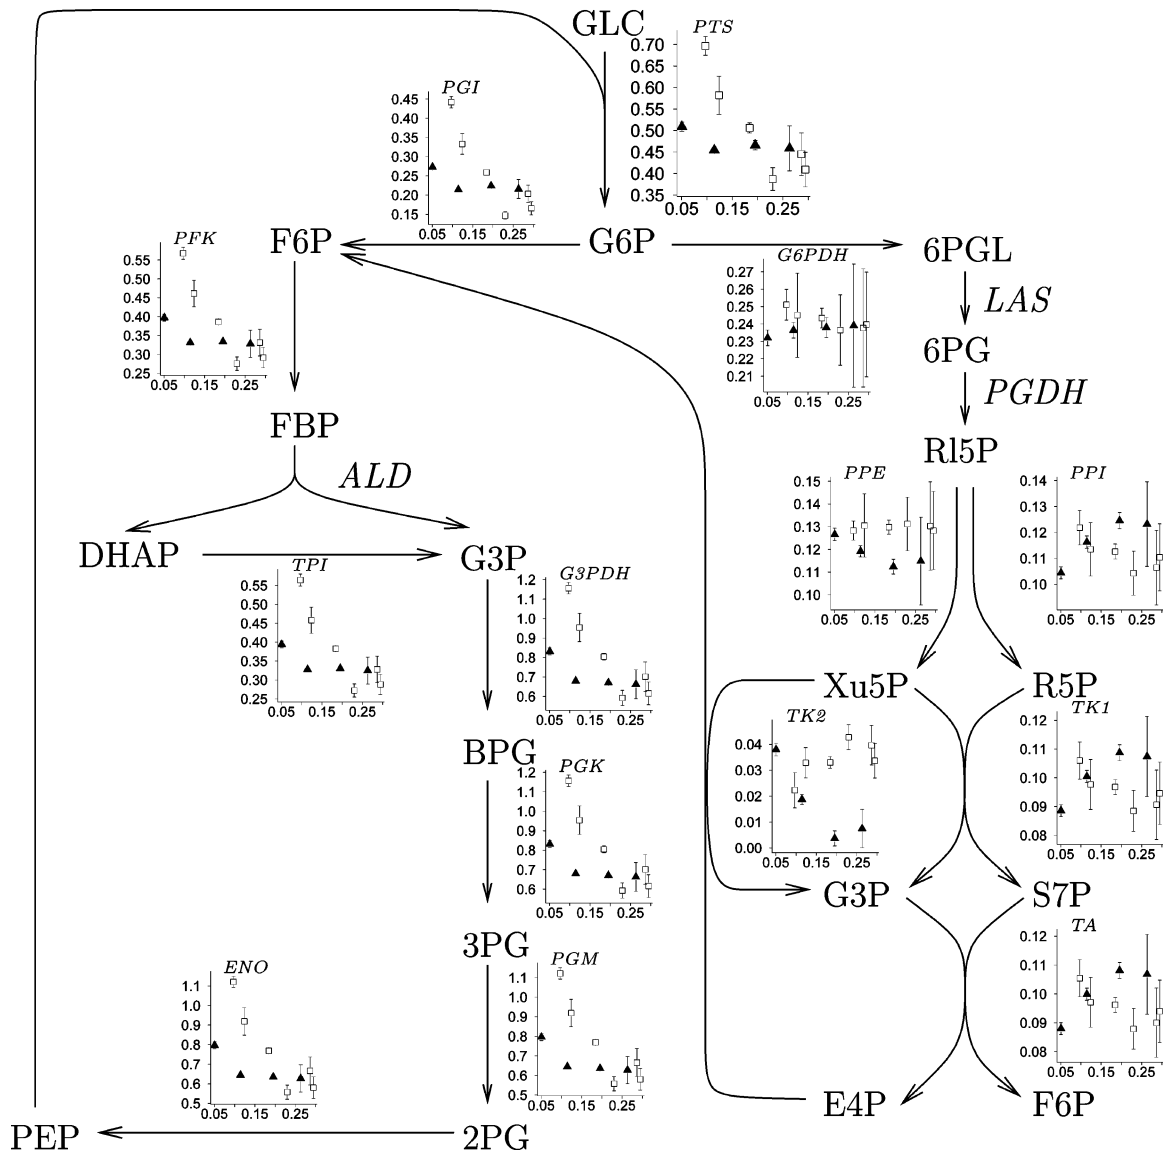 GLC
PTS
0.70
0.65
0.60
0.55
0.50
0.45
0.40
0.35
0.05 0.15 0.25
PGI
0.45
0.40
0.35
0.30
0.25
0.20
0.15
0.05 0.15 0.25
F6P
G6P
6PGL
PFK
0.55
0.50
0.45
0.40
0.35
0.30
0.25
0.05 0.15 0.25
G6PDH
0.27
0.26
0.25
0.24
0.23
0.22
0.21
0.05 0.15 0.25
LAS
6PG
PGDH
FBP
Rl5P
ALD
PPE
0.15
0.14
0.13
0.12
0.11
0.10
0.05 0.15 0.25
PPI
0.14
0.13
0.12
0.11
0.10
0.05 0.15 0.25
DHAP
G3P
TPI
0.55
0.50
0.45
0.40
0.35
0.30
0.25
0.05 0.15 0.25
G3PDH
1.2
1.1
1.0
0.9
0.8
0.7
0.6
0.05 0.15 0.25
Xu5P
R5P
TK2
0.04
0.03
0.02
0.01
0.00
0.05 0.15 0.25
TK1
0.12
0.11
0.10
0.09
0.08
0.05 0.15 0.25
BPG
PGK
1.2
1.1
1.0
0.9
0.8
0.7
0.6
0.05 0.15 0.25
G3P
S7P
3PG
TA
0.12
0.11
0.10
0.09
0.08
0.05 0.15 0.25
ENO
1.1
1.0
0.9
0.8
0.7
0.6
0.5
0.05 0.15 0.25
PGM
1.1
1.0
0.9
0.8
0.7
0.6
0.5
0.05 0.15 0.25
E4P
F6P
PEP
2PG